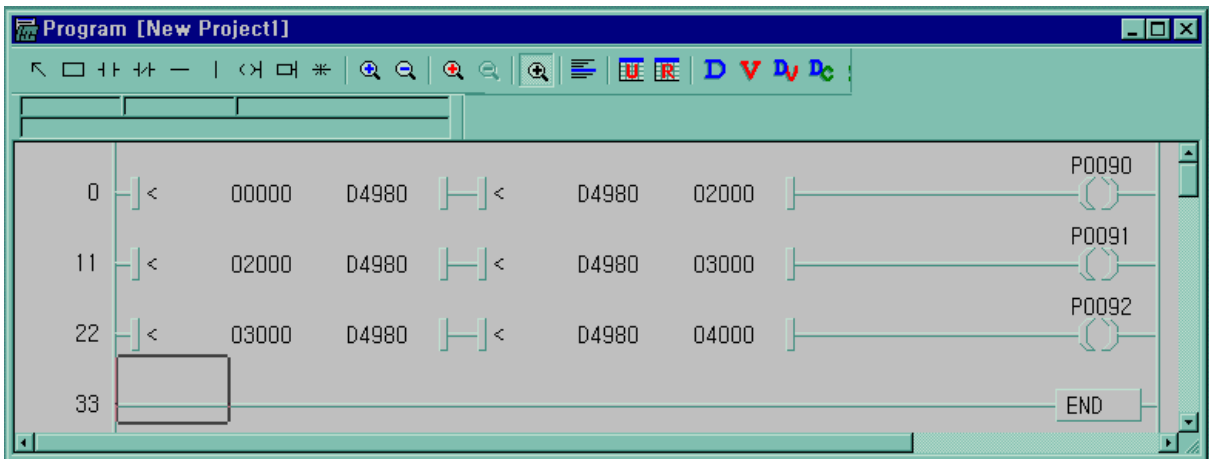 Program [New Project1]
U R D V DV DC
P0090
0 < 00000 D4980 < D4980 02000
P0091
11 < 02000 D4980 < D4980 03000
P0092
22 < 03000 D4980 < D4980 04000
33 END